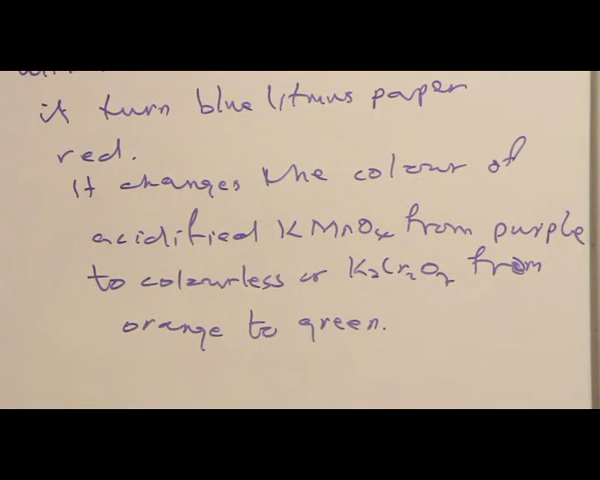 it turn blue litmus paper
red.
It changes the colour of
acidified KMnO₄ from purple
to colourless or K₂Cr₂O₇ from
orange to green.